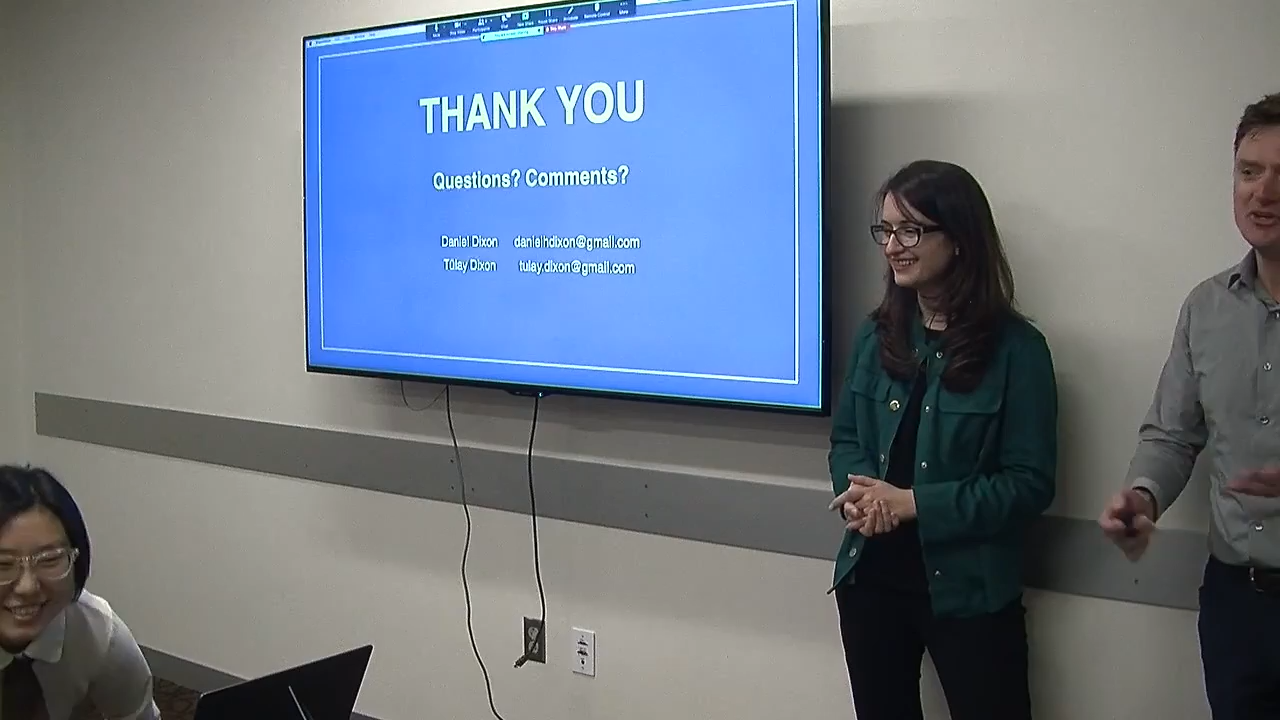 THANK YOU
Questions? Comments?
Daniel Dixon danielhdixon@gmail.com
Tülay Dixon tulay.dixon@gmail.com